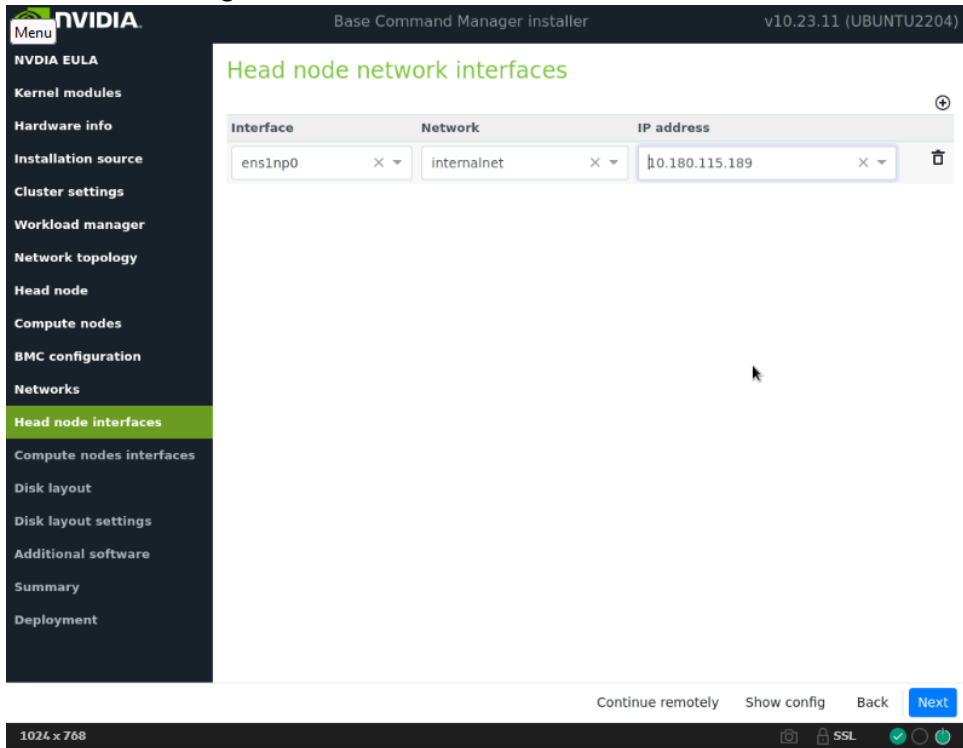 NVIDIA.
Menu
Base Command Manager installer
v10.23.11 (UBUNTU2204)
NVIDIA EULA
Kernel modules
Hardware info
Installation source
Cluster settings
Workload manager
Network topology
Head node
Compute nodes
BMC configuration
Networks
Head node interfaces
Compute nodes interfaces
Disk layout
Disk layout settings
Additional software
Summary
Deployment
Head node network interfaces
Interface Network IP address
ens1np0 internalnet 10.180.115.189
Continue remotely Show config Back Next
1024 x 768 SSL